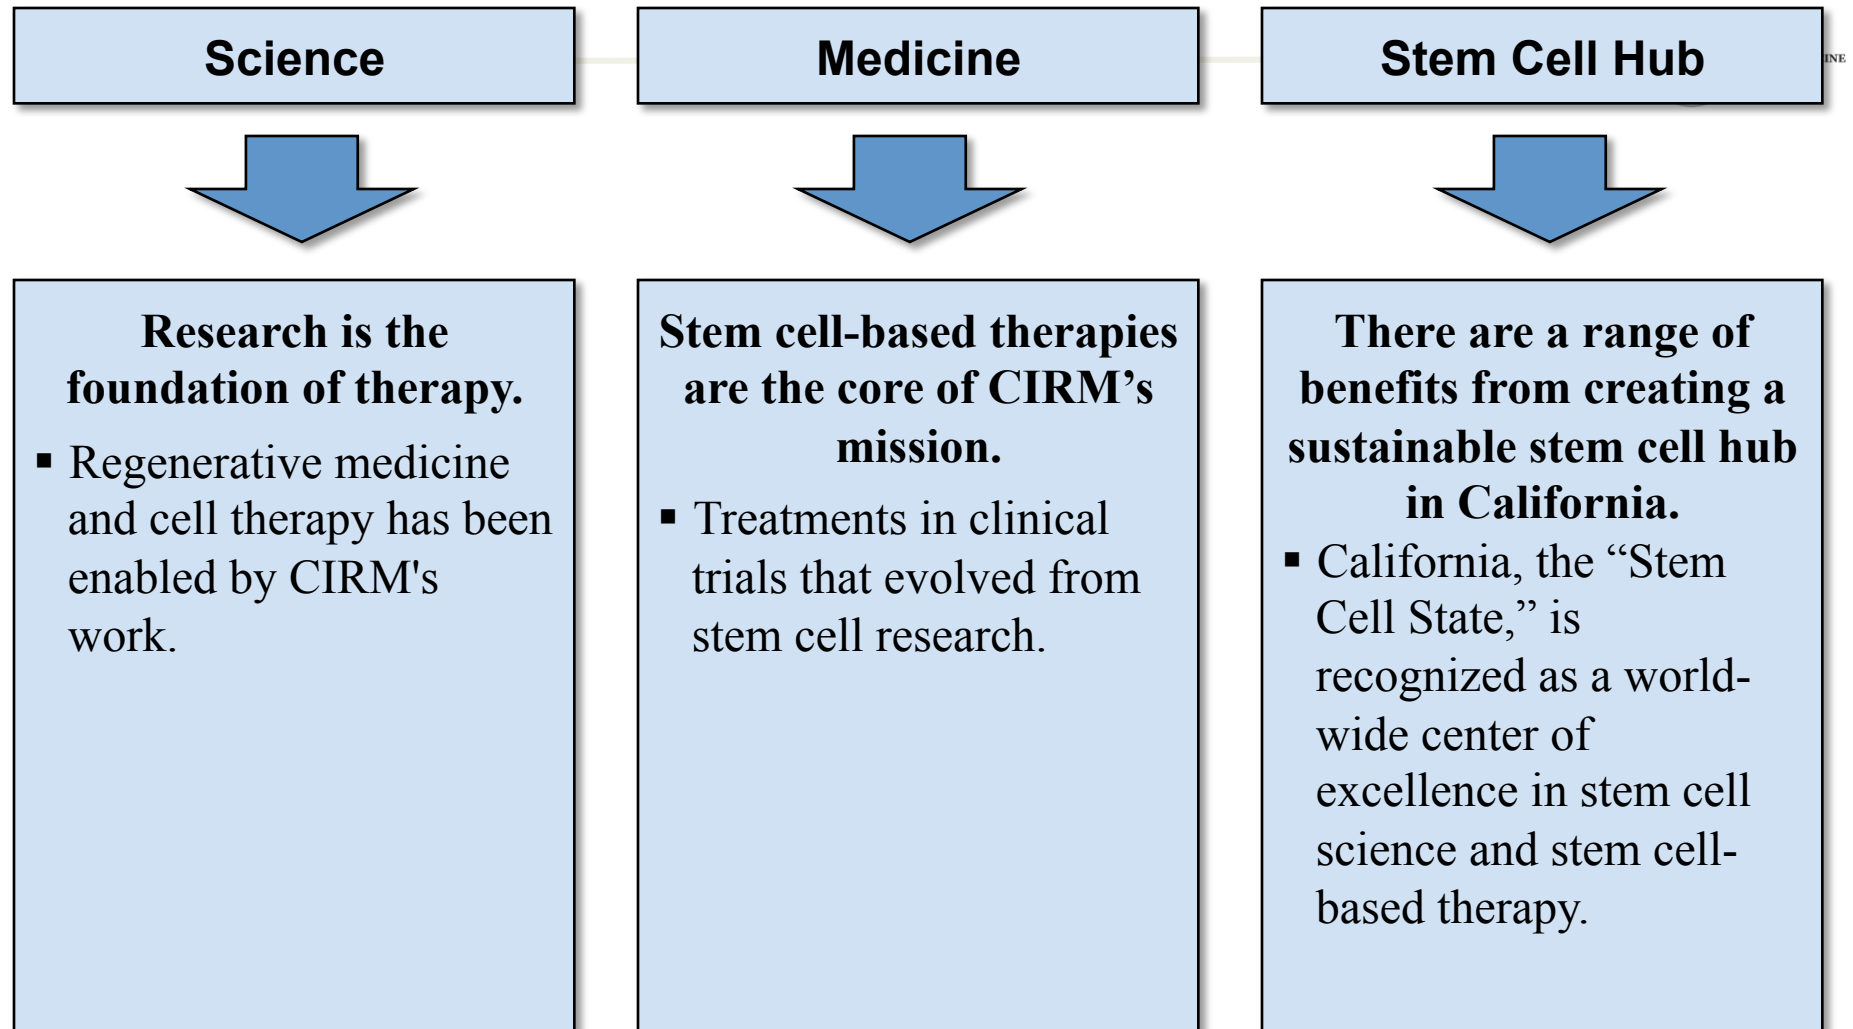 Science
Medicine
Stem Cell Hub
INE
Research is the
foundation of therapy.
▪ Regenerative medicine
and cell therapy has been
enabled by CIRM's
work.
Stem cell-based therapies
are the core of CIRM’s
mission.
▪ Treatments in clinical
trials that evolved from
stem cell research.
There are a range of
benefits from creating a
sustainable stem cell hub
in California.
▪ California, the “Stem
Cell State,” is
recognized as a world-
wide center of
excellence in stem cell
science and stem cell-
based therapy.